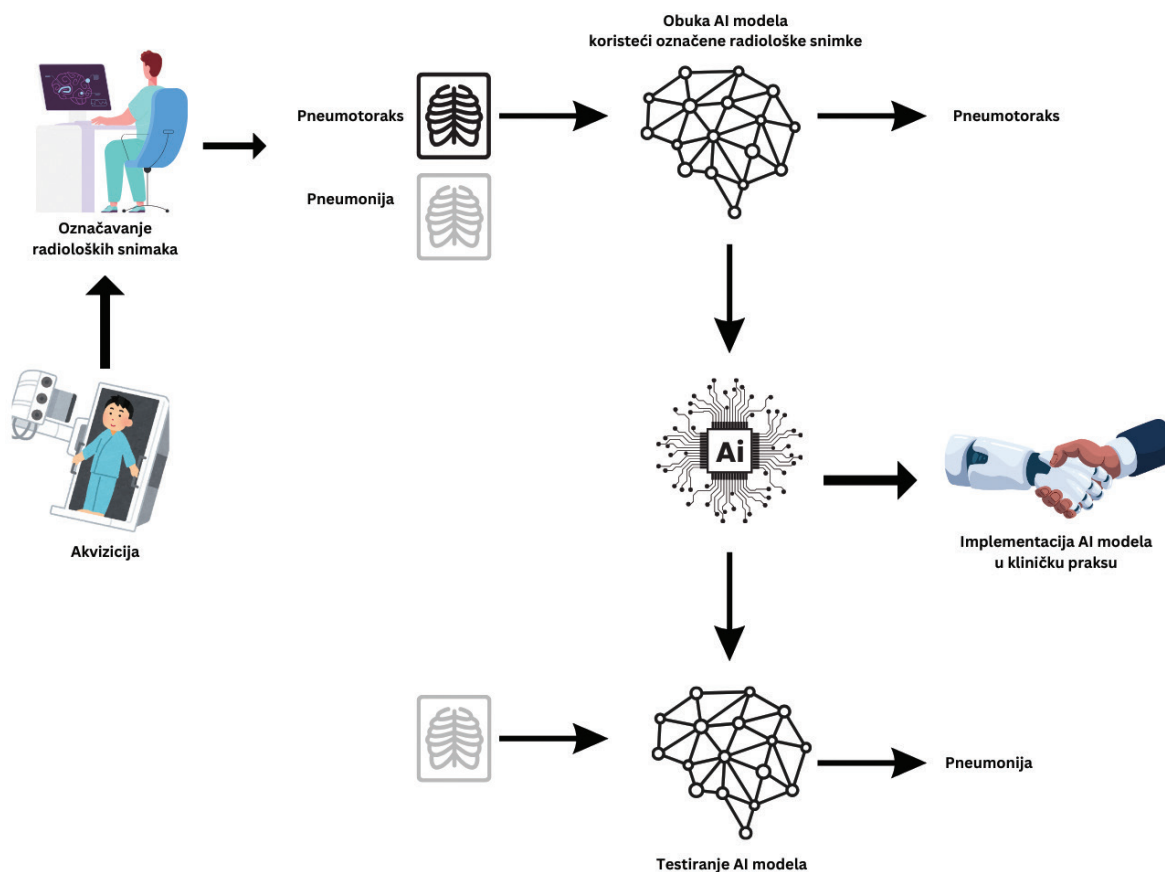 Obuka AI modela
koristeći označene radiološke snimke
Pneumotoraks
Pneumotoraks
Pneumonija
Označavanje
radioloških snimaka
Ai
Akvizicija
Implementacija AI modela
u kliničku praksu
Pneumonija
Testiranje AI modela